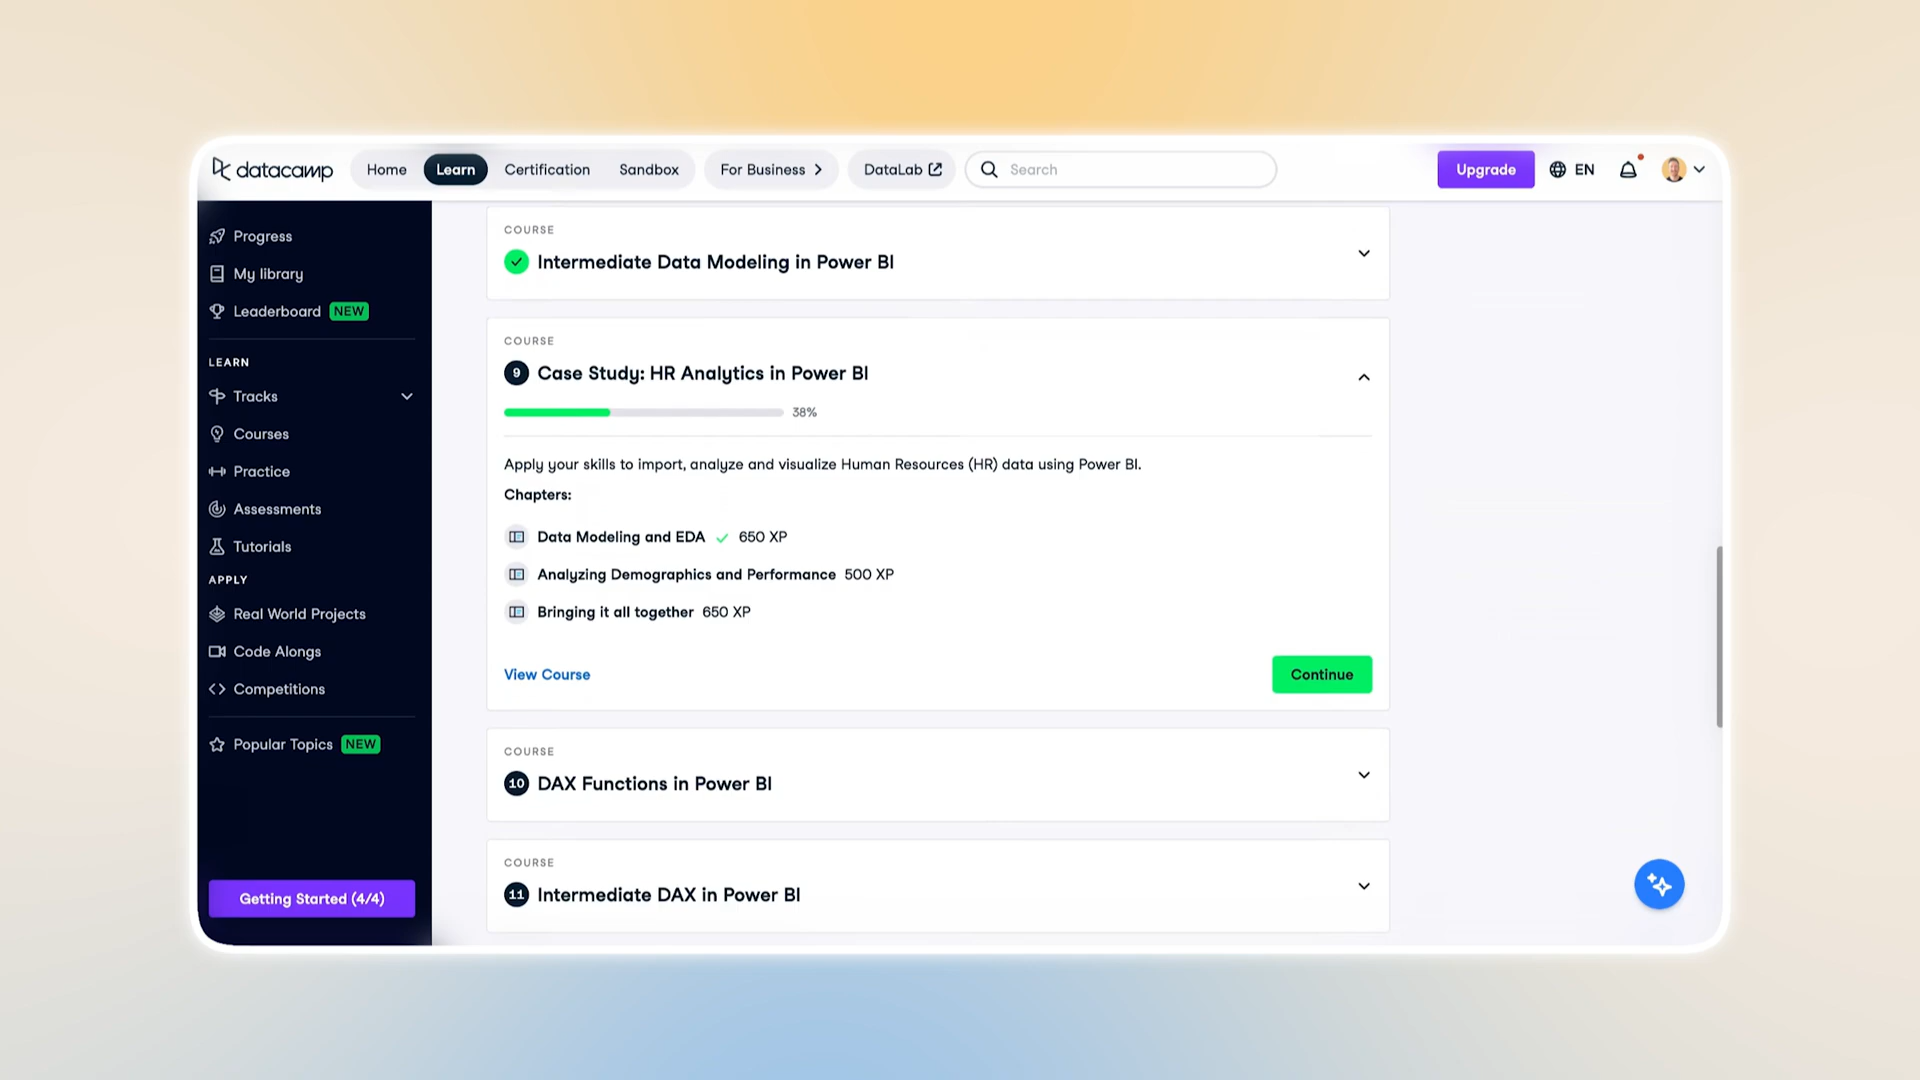 datacamp
Home
Learn
Certification
Sandbox
For Business
DataLab
Search
Upgrade
EN
Progress
My library
Leaderboard NEW
LEARN
Tracks
Courses
Practice
Assessments
Tutorials
APPLY
Real World Projects
Code Alongs
Competitions
Popular Topics NEW
Getting Started (4/4)
COURSE
Intermediate Data Modeling in Power BI
COURSE
9 Case Study: HR Analytics in Power BI
38%
Apply your skills to import, analyze and visualize Human Resources (HR) data using Power BI.
Chapters:
Data Modeling and EDA 650 XP
Analyzing Demographics and Performance 500 XP
Bringing it all together 650 XP
View Course
Continue
COURSE
10 DAX Functions in Power BI
COURSE
11 Intermediate DAX in Power BI